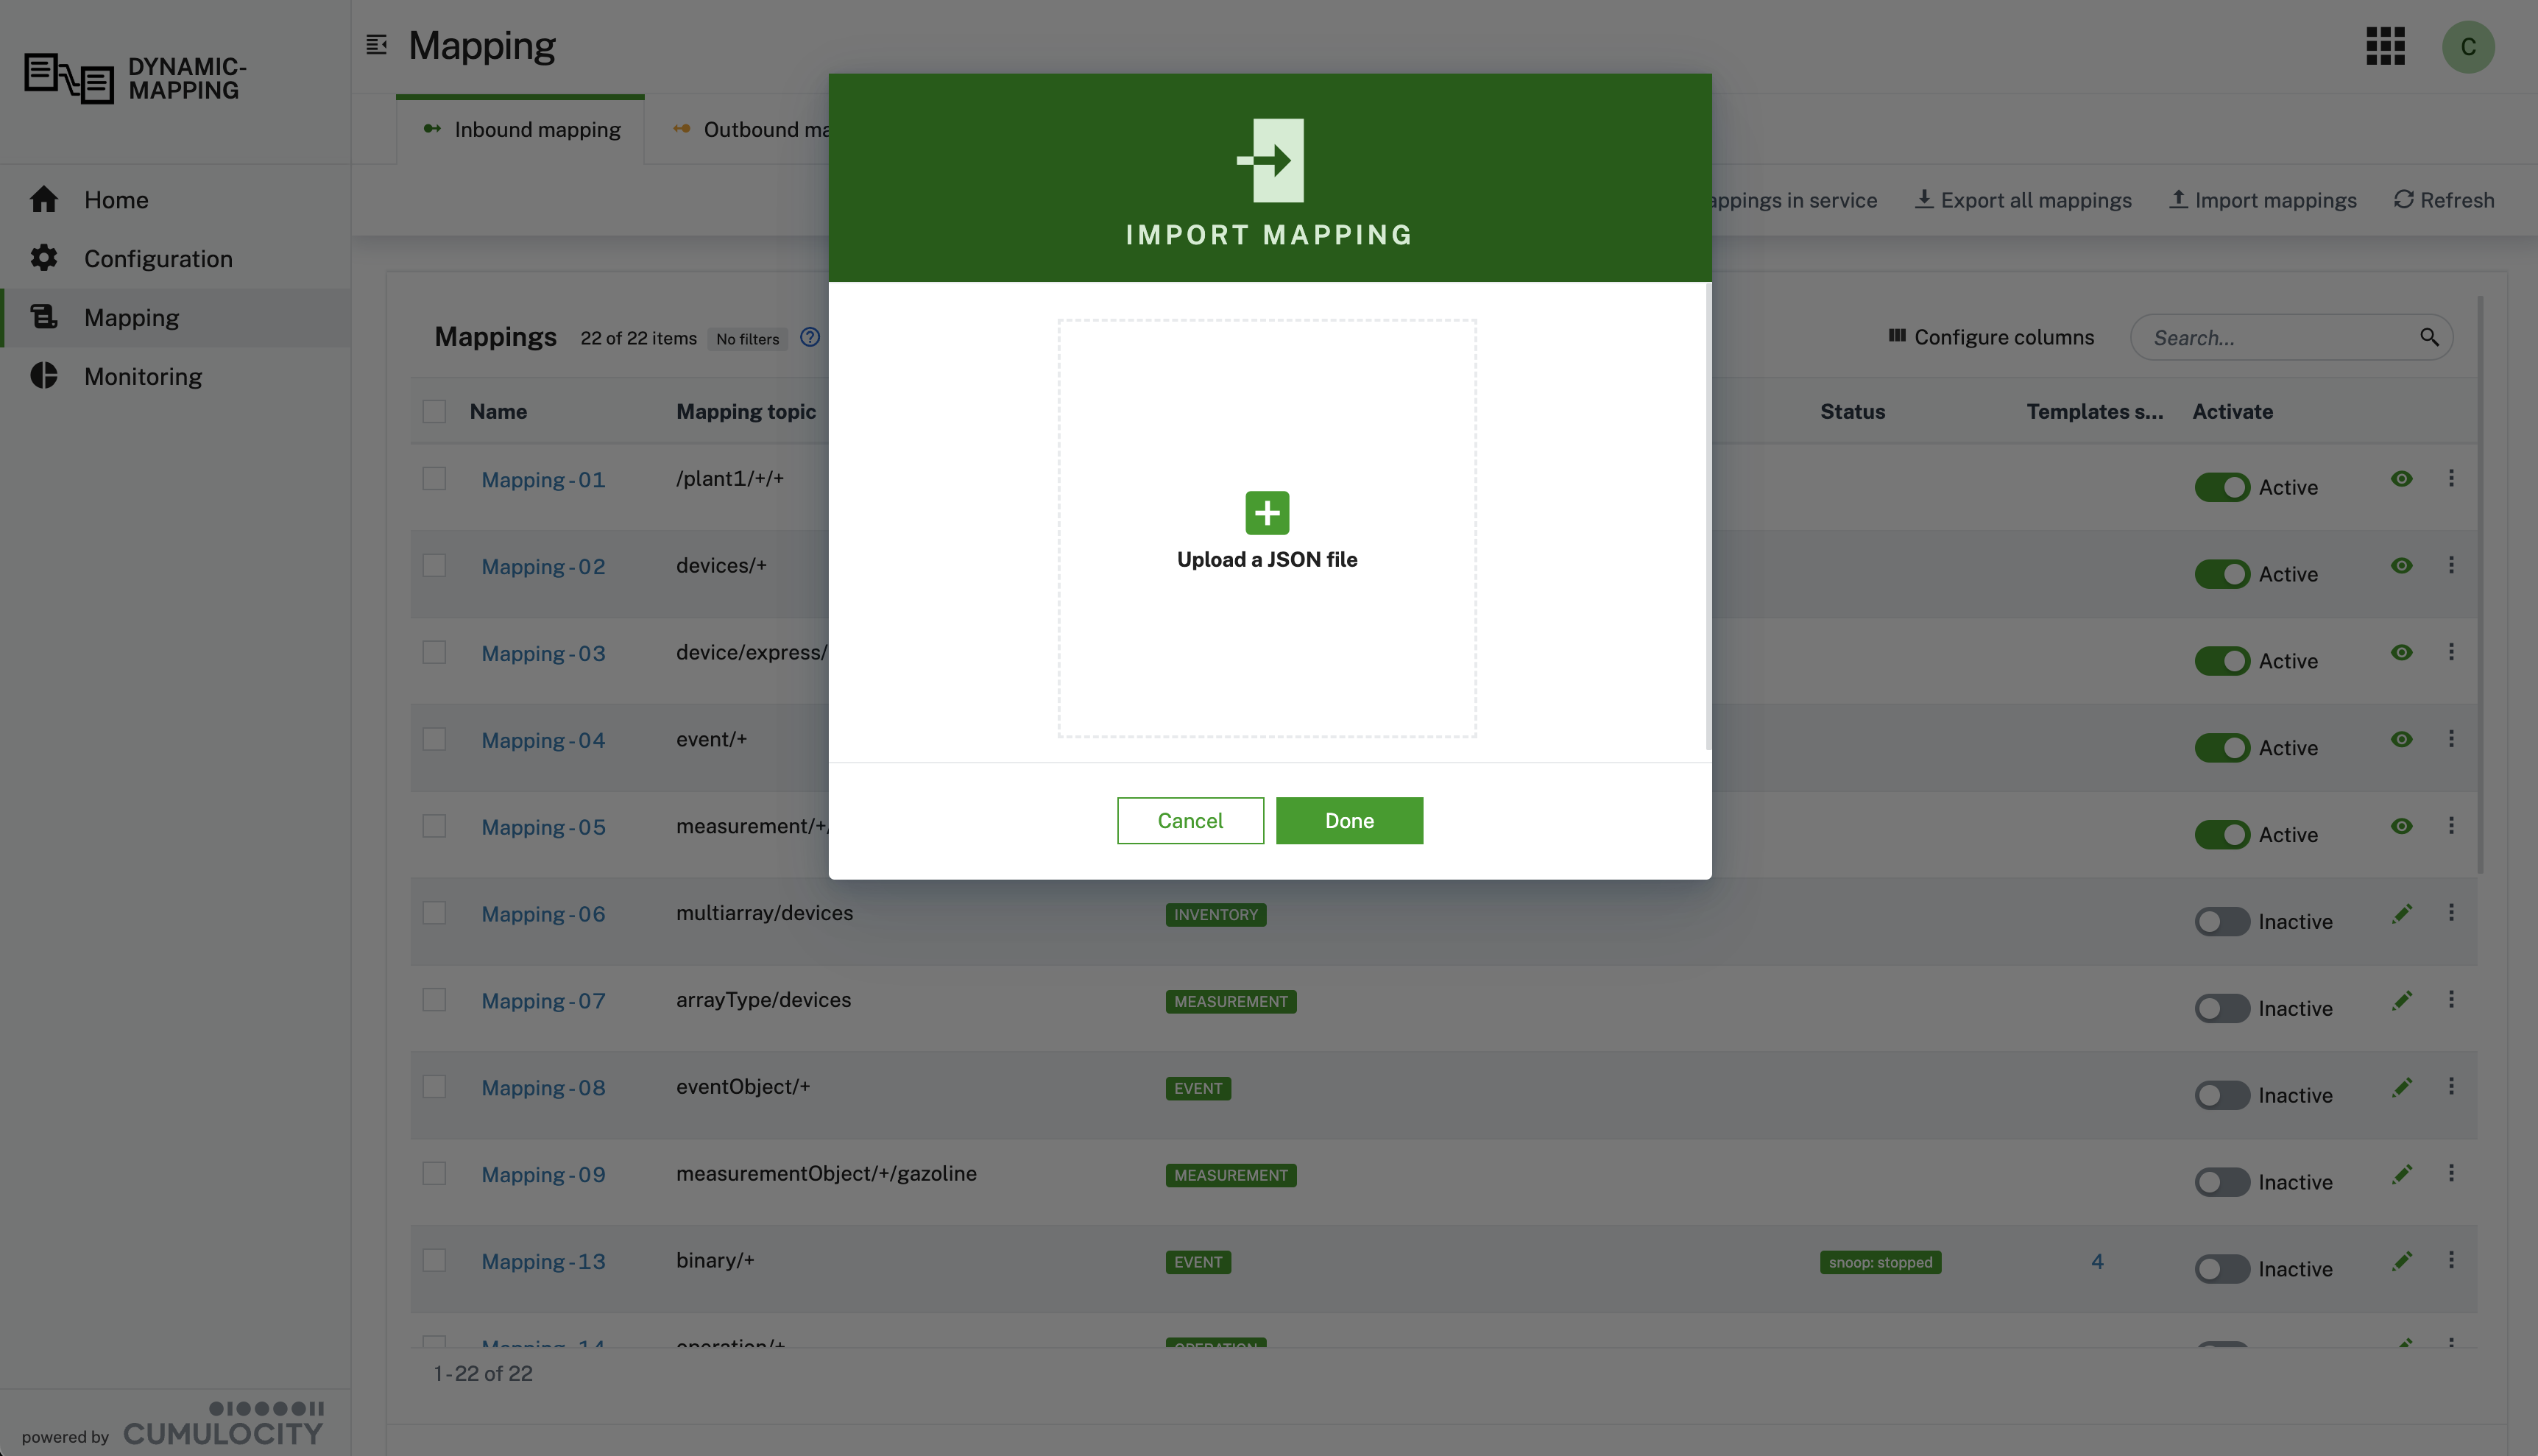 DYNAMIC-
MAPPING
Home
Configuration
Mapping
Monitoring
powered by CUMULOCITY
Mapping
C
Inbound mapping
Outbound ma
appings in service
Export all mappings
Import mappings
Refresh
Mappings
22 of 22 items
No filters
Configure columns
Search...
Name Mapping topic Status Templates s... Activate
Mapping-01 /plant1/+/+ Active
Mapping-02 devices/+ Active
Mapping-03 device/express/ Active
Mapping-04 event/+ Active
Mapping-05 measurement/+/ Active
Mapping-06 multiarray/devices INVENTORY Inactive
Mapping-07 arrayType/devices MEASUREMENT Inactive
Mapping-08 eventObject/+ EVENT Inactive
Mapping-09 measurementObject/+/gazoline MEASUREMENT Inactive
Mapping-13 binary/+ EVENT snoop: stopped 4 Inactive
Mapping-14 operation/+ OPERATION
1-22 of 22
IMPORT MAPPING
Upload a JSON file
Cancel
Done